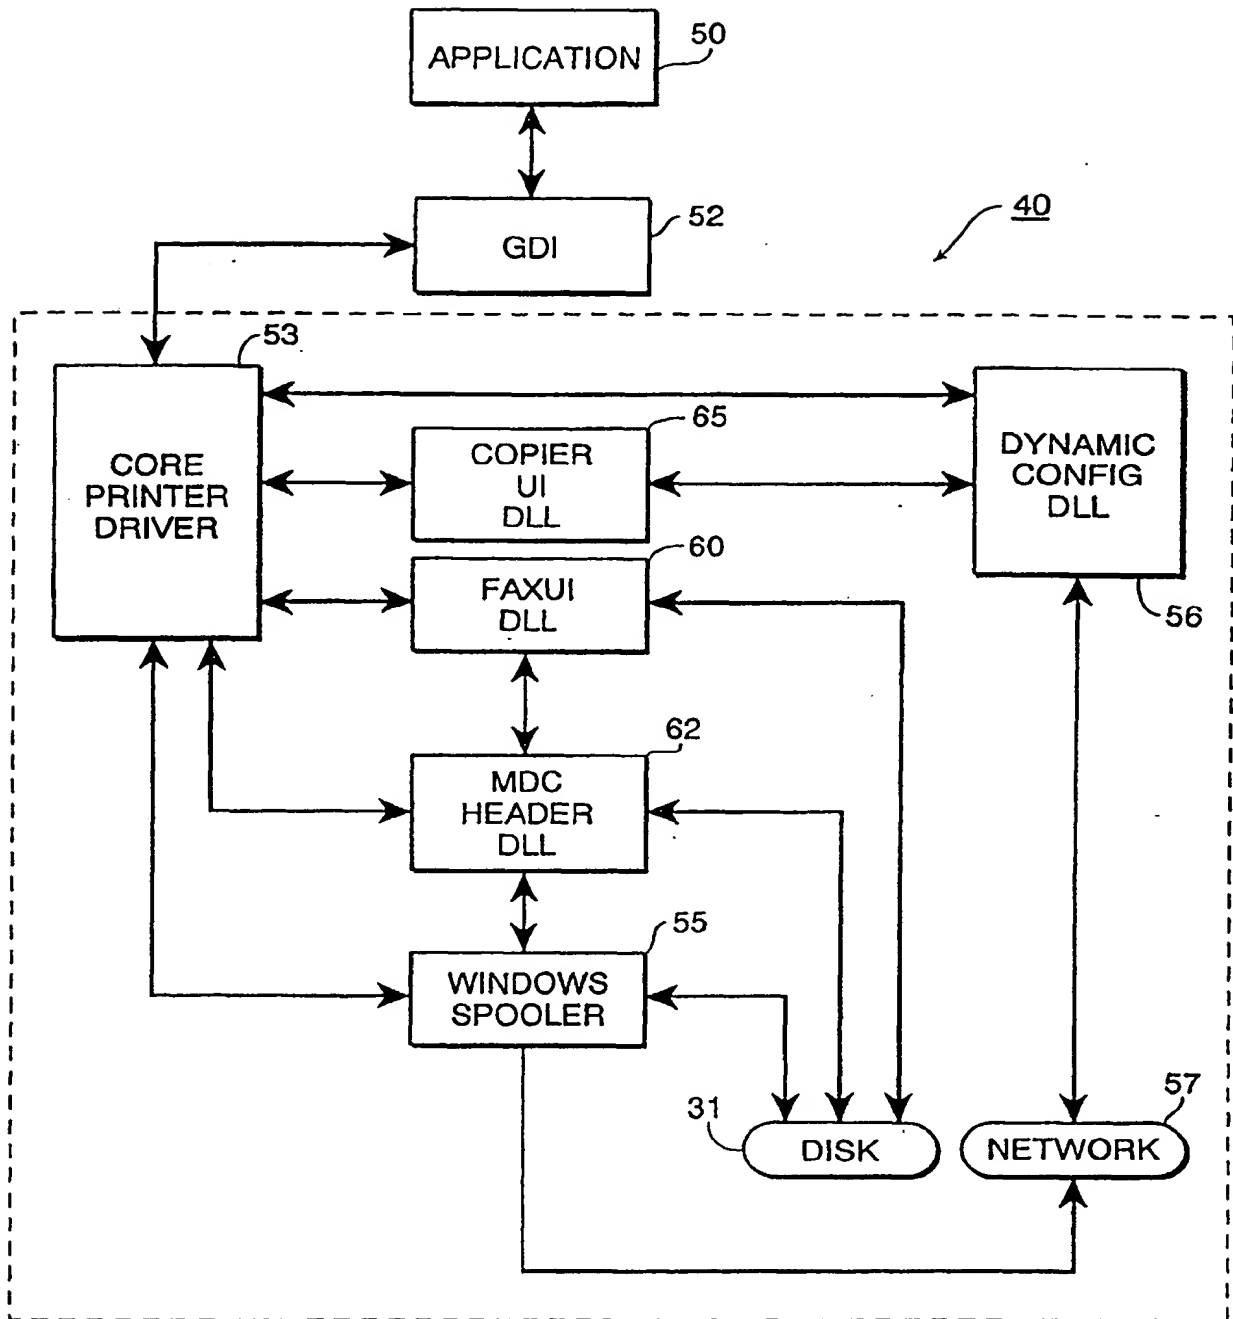 APPLICATION
50
GDI
52
40
53
CORE
PRINTER
DRIVER
65
COPIER
UI
DLL
DYNAMIC
CONFIG
DLL
56
60
FAXUI
DLL
62
MDC
HEADER
DLL
55
WINDOWS
SPOOLER
31
DISK
57
NETWORK